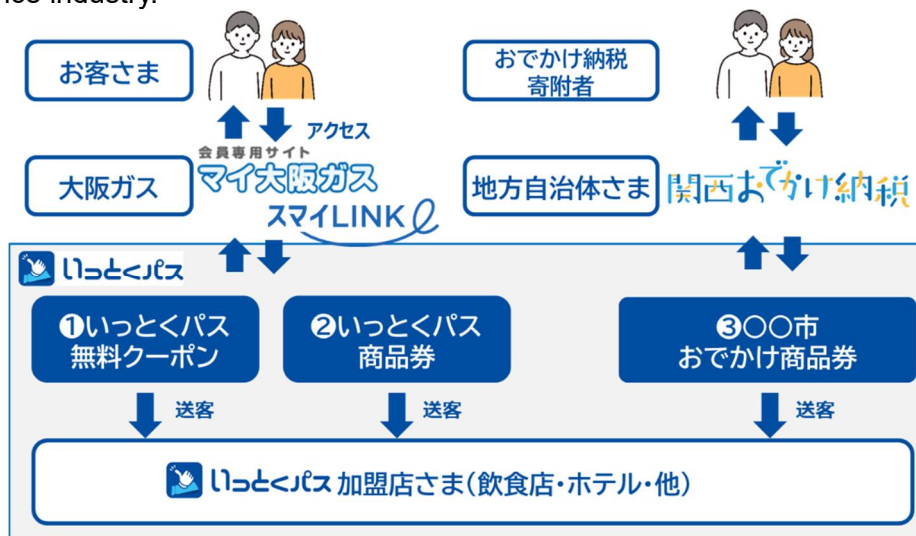 お客さま
おでかけ納税
寄附者
アクセス
大阪ガス
会員専用サイト
マイ大阪ガス
スマイLINK
地方自治体さま
関西おでかけ納税
いっとくパス
❶いっとくパス
無料クーポン
❷いっとくパス
商品券
❸○○市
おでかけ商品券
送客
送客
送客
いっとくパス 加盟店さま(飲食店・ホテル・他)